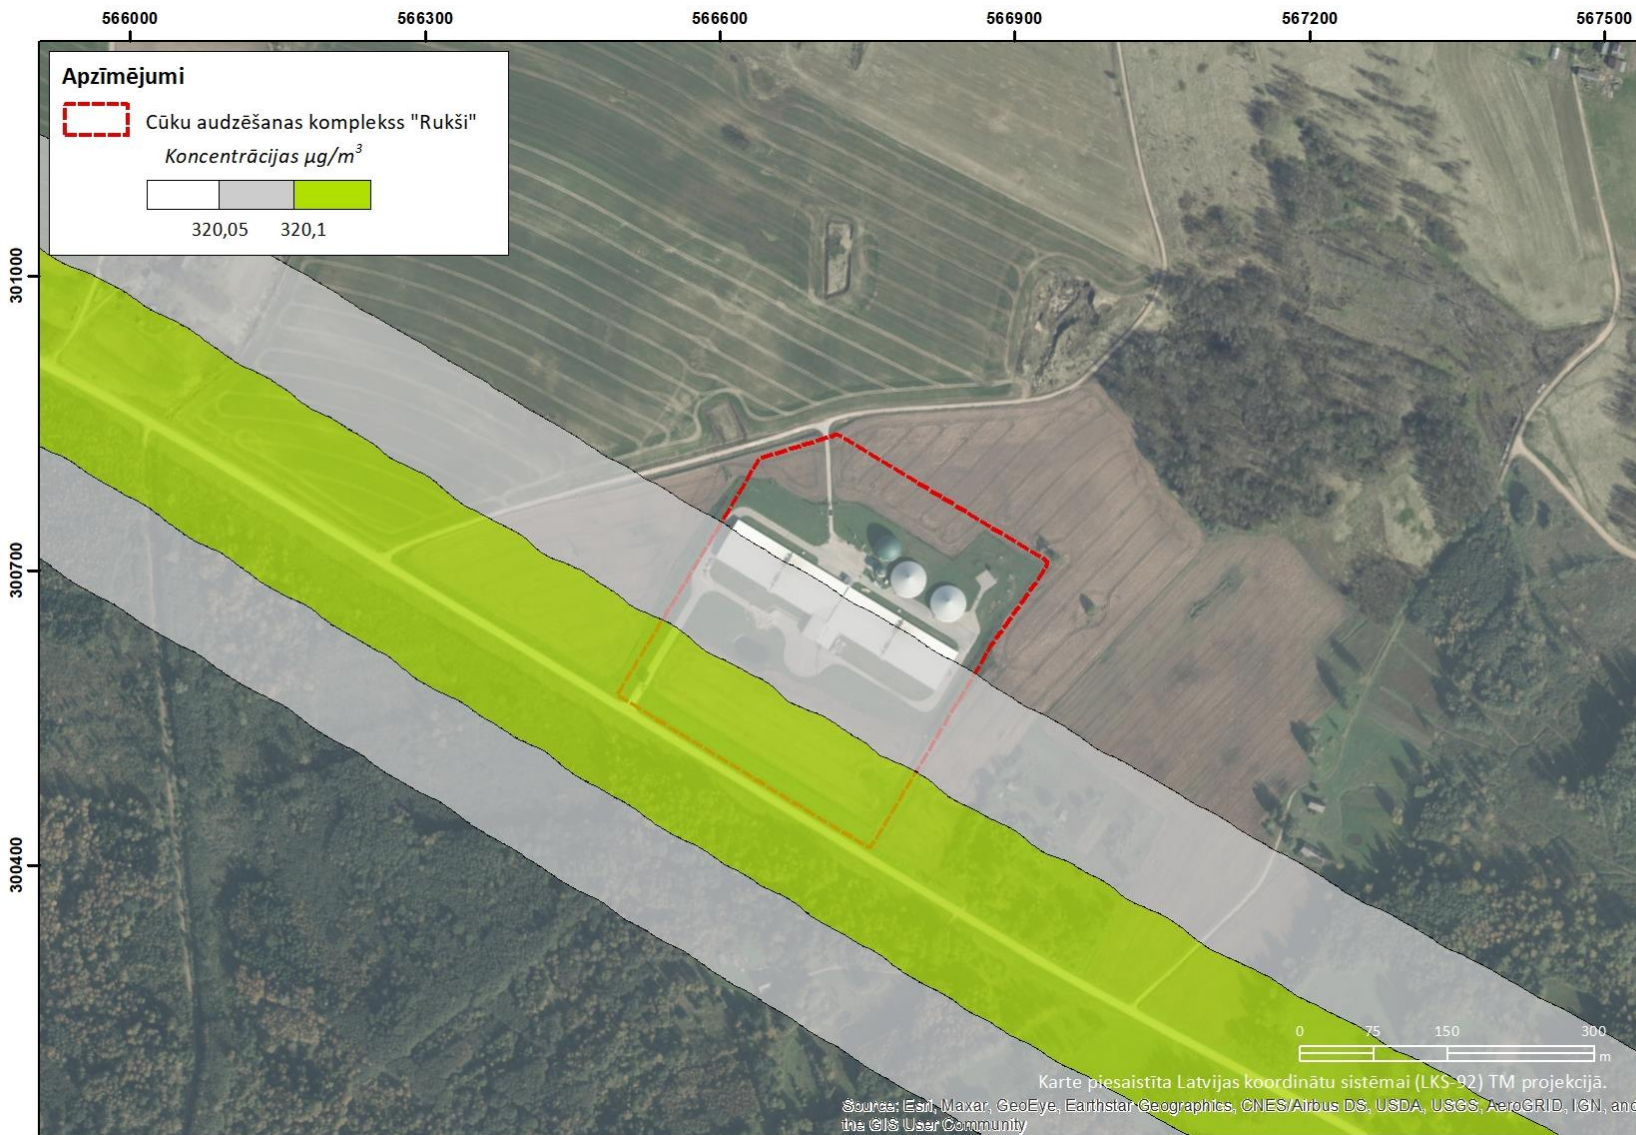 566000 566300 566600 566900 567200 567500
Apzīmējumi
Cūku audzēšanas komplekss "Rukši"
Koncentrācijas µg/m³
320,05 320,1
301000
300700
300400
0 75 150 300
m
Karte piesaistīta Latvijas koordinātu sistēmai (LKS-92) TM projekcijā.
Source: Esri, Maxar, GeoEye, Earthstar Geographics, CNES/Airbus DS, USDA, USGS, AeroGRID, IGN, and
the GIS User Community